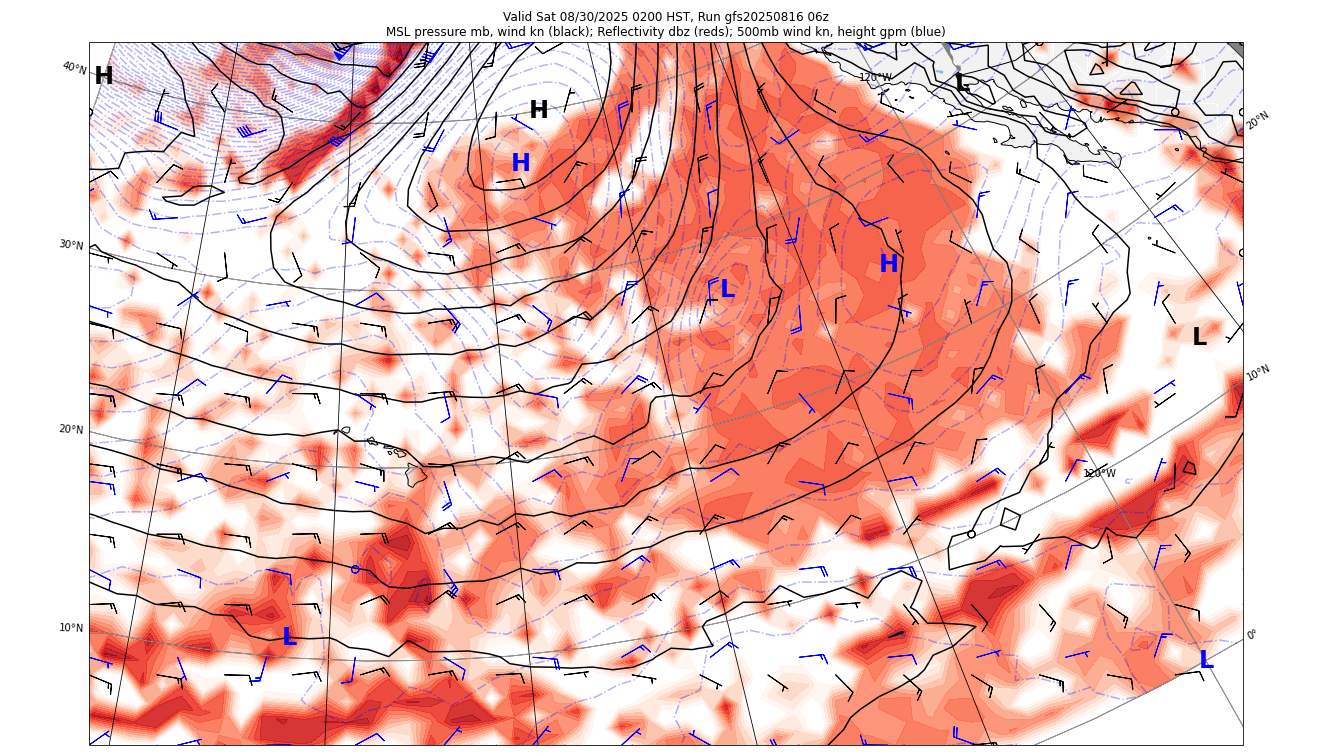 Valid Sat 08/30/2025 0200 HST, Run gfs20250816 06z
MSL pressure mb, wind kn (black); Reflectivity dbz (reds); 500mb wind kn, height gpm (blue)
40°N
H
H
H
120°W
L
20°N
30°N
H
L
L
10°N
20°N
120°W
10°N
L
0°
L